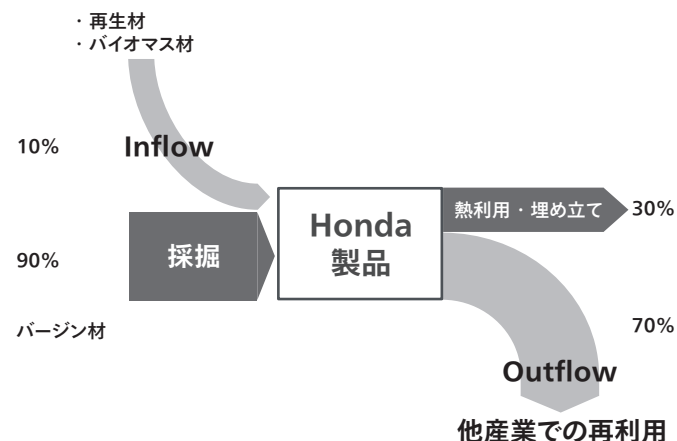 ・再生材
・バイオマス材
10%
Inflow
90%
採掘
バージン材
Honda
製品
熱利用・埋め立て
30%
70%
Outflow
他産業での再利用